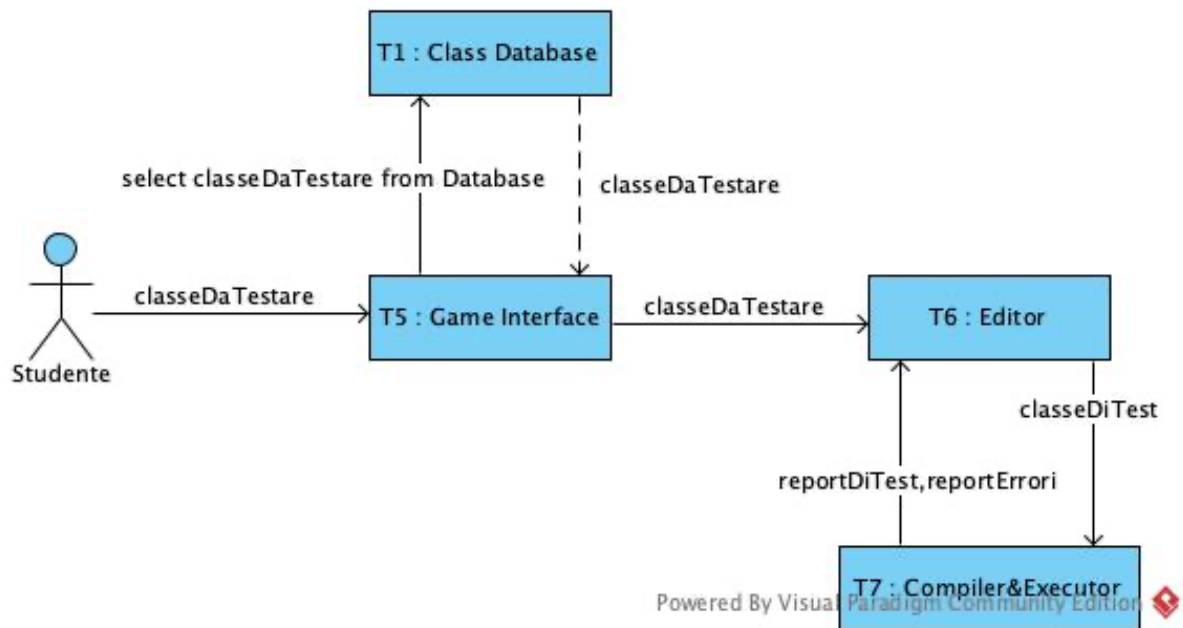 T1 : Class Database
select classeDaTestare from Database
classeDaTestare
classeDaTestare
T5 : Game Interface
classeDaTestare
T6 : Editor
Studente
classeDiTest
reportDiTest,reportErrori
T7 : Compiler&Executor
Powered By Visual Paradigm Community Edition